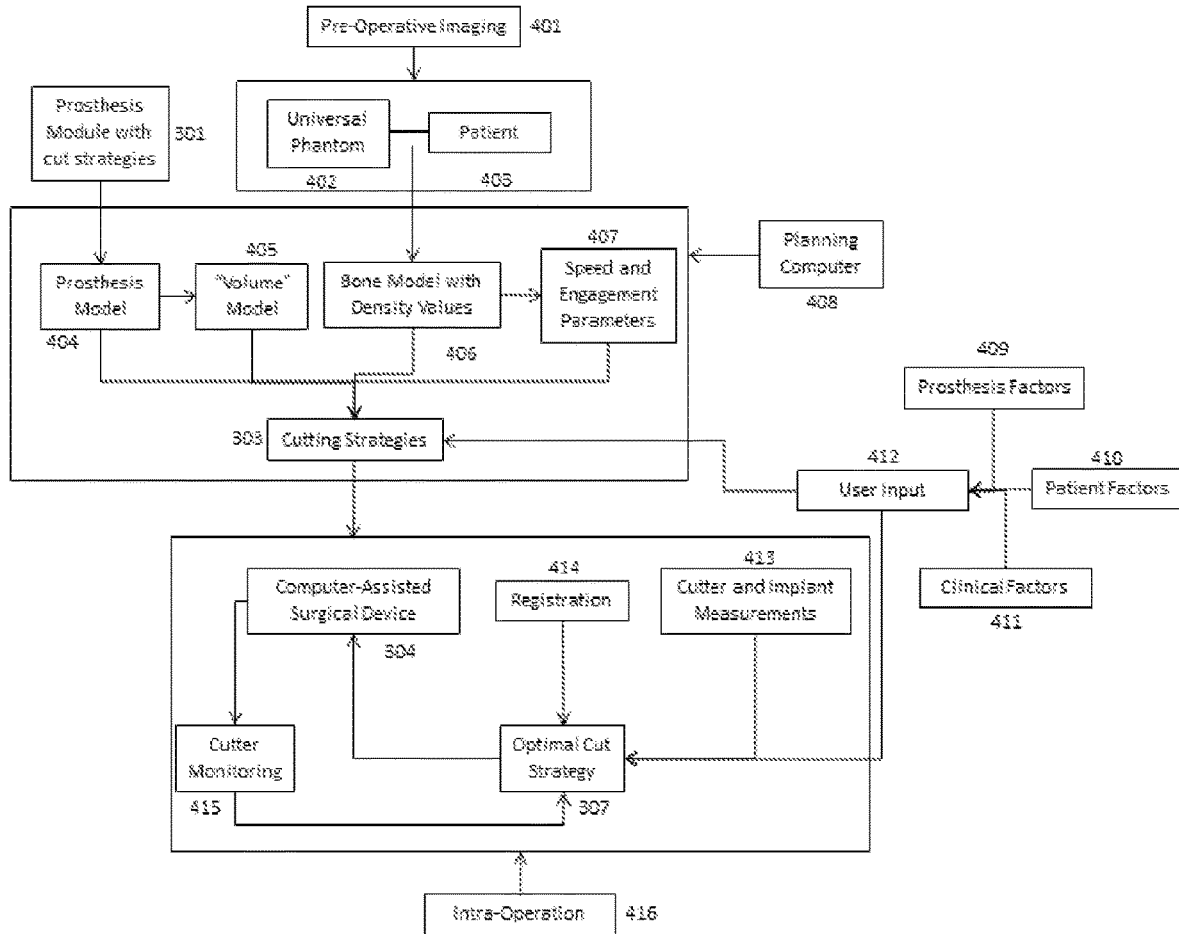 Pre-Operative Imaging
401
Prosthesis
Module with
cut strategies
301
Universal
Phantom
402
Patient
403
405
407
Prosthesis
Model
404
"Volume"
Model
Bone Model with
Density Values
406
Speed and
Engagement
Parameters
Planning
Computer
408
303
Cutting Strategies
409
Prosthesis Factors
412
User Input
410
Patient Factors
Clinical Factors
411
Computer-Assisted
Surgical Device
304
414
Registration
413
Cutter and Implant
Measurements
Cutter
Monitoring
415
Optimal Cut
Strategy
307
Intra-Operation
416